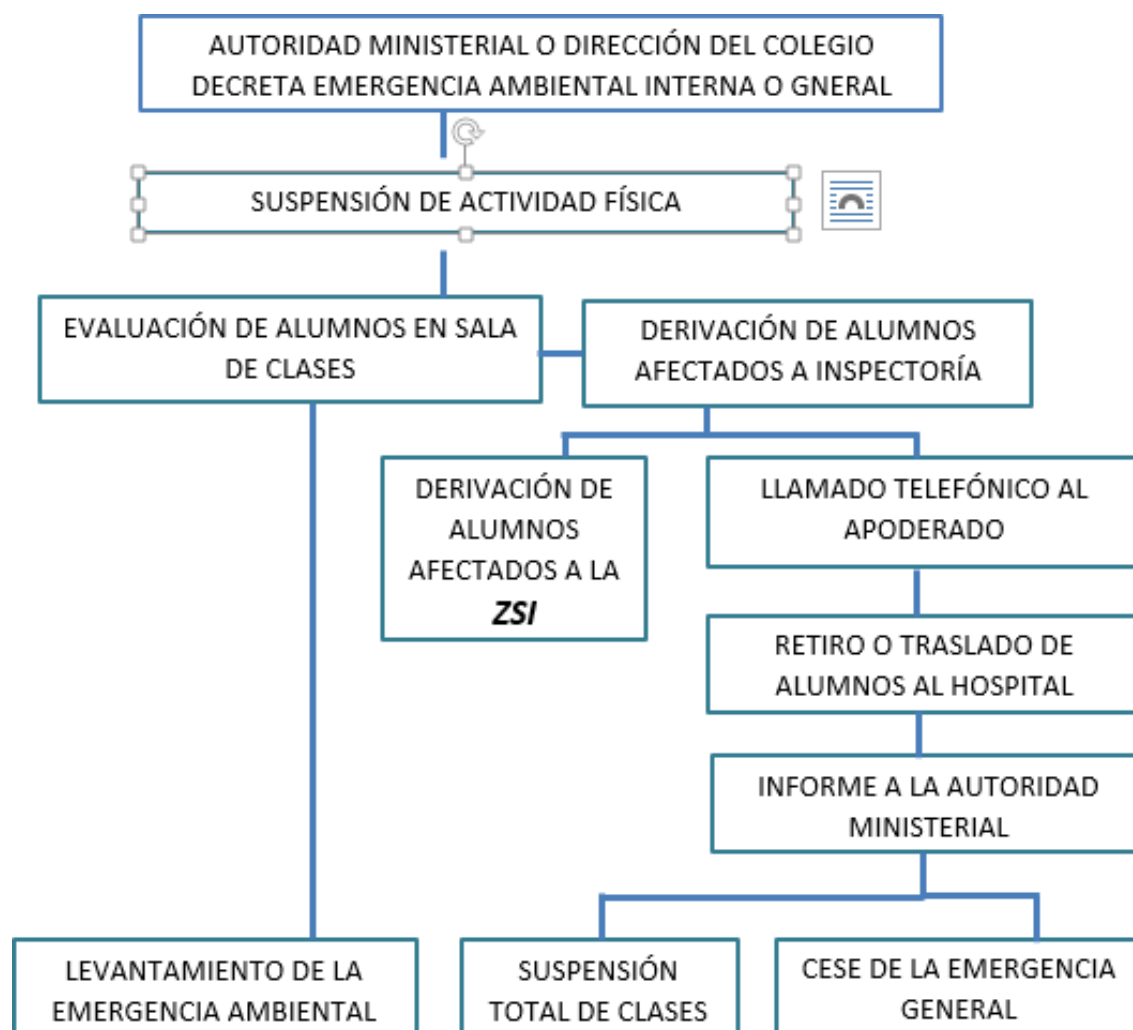 AUTORIDAD MINISTERIAL O DIRECCIÓN DEL COLEGIO
DECRETA EMERGENCIA AMBIENTAL INTERNA O GNERAL
SUSPENSIÓN DE ACTIVIDAD FÍSICA
EVALUACIÓN DE ALUMNOS EN SALA
DE CLASES
DERIVACIÓN DE ALUMNOS
AFECTADOS A INSPECTORÍA
DERIVACIÓN DE
ALUMNOS
AFECTADOS A LA
ZSI
LLAMADO TELEFÓNICO AL
APODERADO
RETIRO O TRASLADO DE
ALUMNOS AL HOSPITAL
INFORME A LA AUTORIDAD
MINISTERIAL
LEVANTAMIENTO DE LA
EMERGENCIA AMBIENTAL
SUSPENSIÓN
TOTAL DE CLASES
CESE DE LA EMERGENCIA
GENERAL